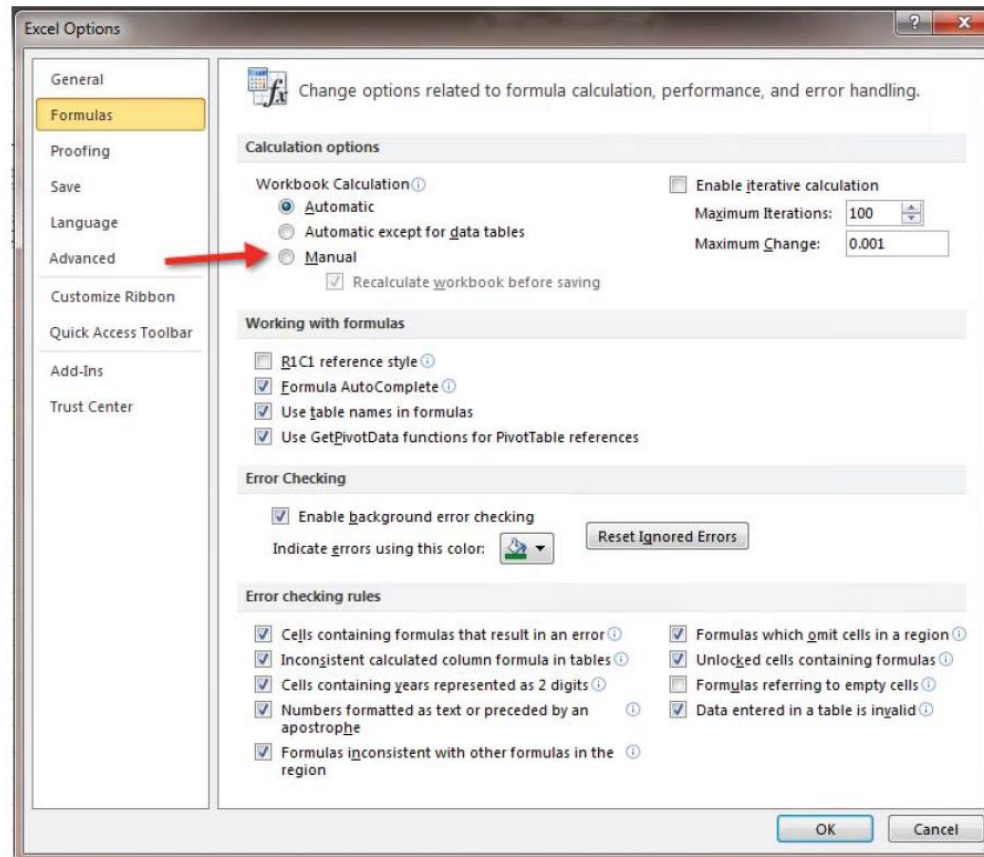 Excel Options
General
Formulas
Proofing
Save
Language
Advanced
Customize Ribbon
Quick Access Toolbar
Add-Ins
Trust Center
Change options related to formula calculation, performance, and error handling.
Calculation options
Workbook Calculation
Automatic
Automatic except for data tables
Manual
Recalculate workbook before saving
Enable iterative calculation
Maximum Iterations: 100
Maximum Change: 0.001
Working with formulas
R1C1 reference style
Formula AutoComplete
Use table names in formulas
Use GetPivotData functions for PivotTable references
Error Checking
Enable background error checking
Indicate errors using this color:
Reset Ignored Errors
Error checking rules
Cells containing formulas that result in an error
Inconsistent calculated column formula in tables
Cells containing years represented as 2 digits
Numbers formatted as text or preceded by an
apostrophe
Formulas inconsistent with other formulas in the
region
Formulas which omit cells in a region
Unlocked cells containing formulas
Formulas referring to empty cells
Data entered in a table is invalid
OK
Cancel